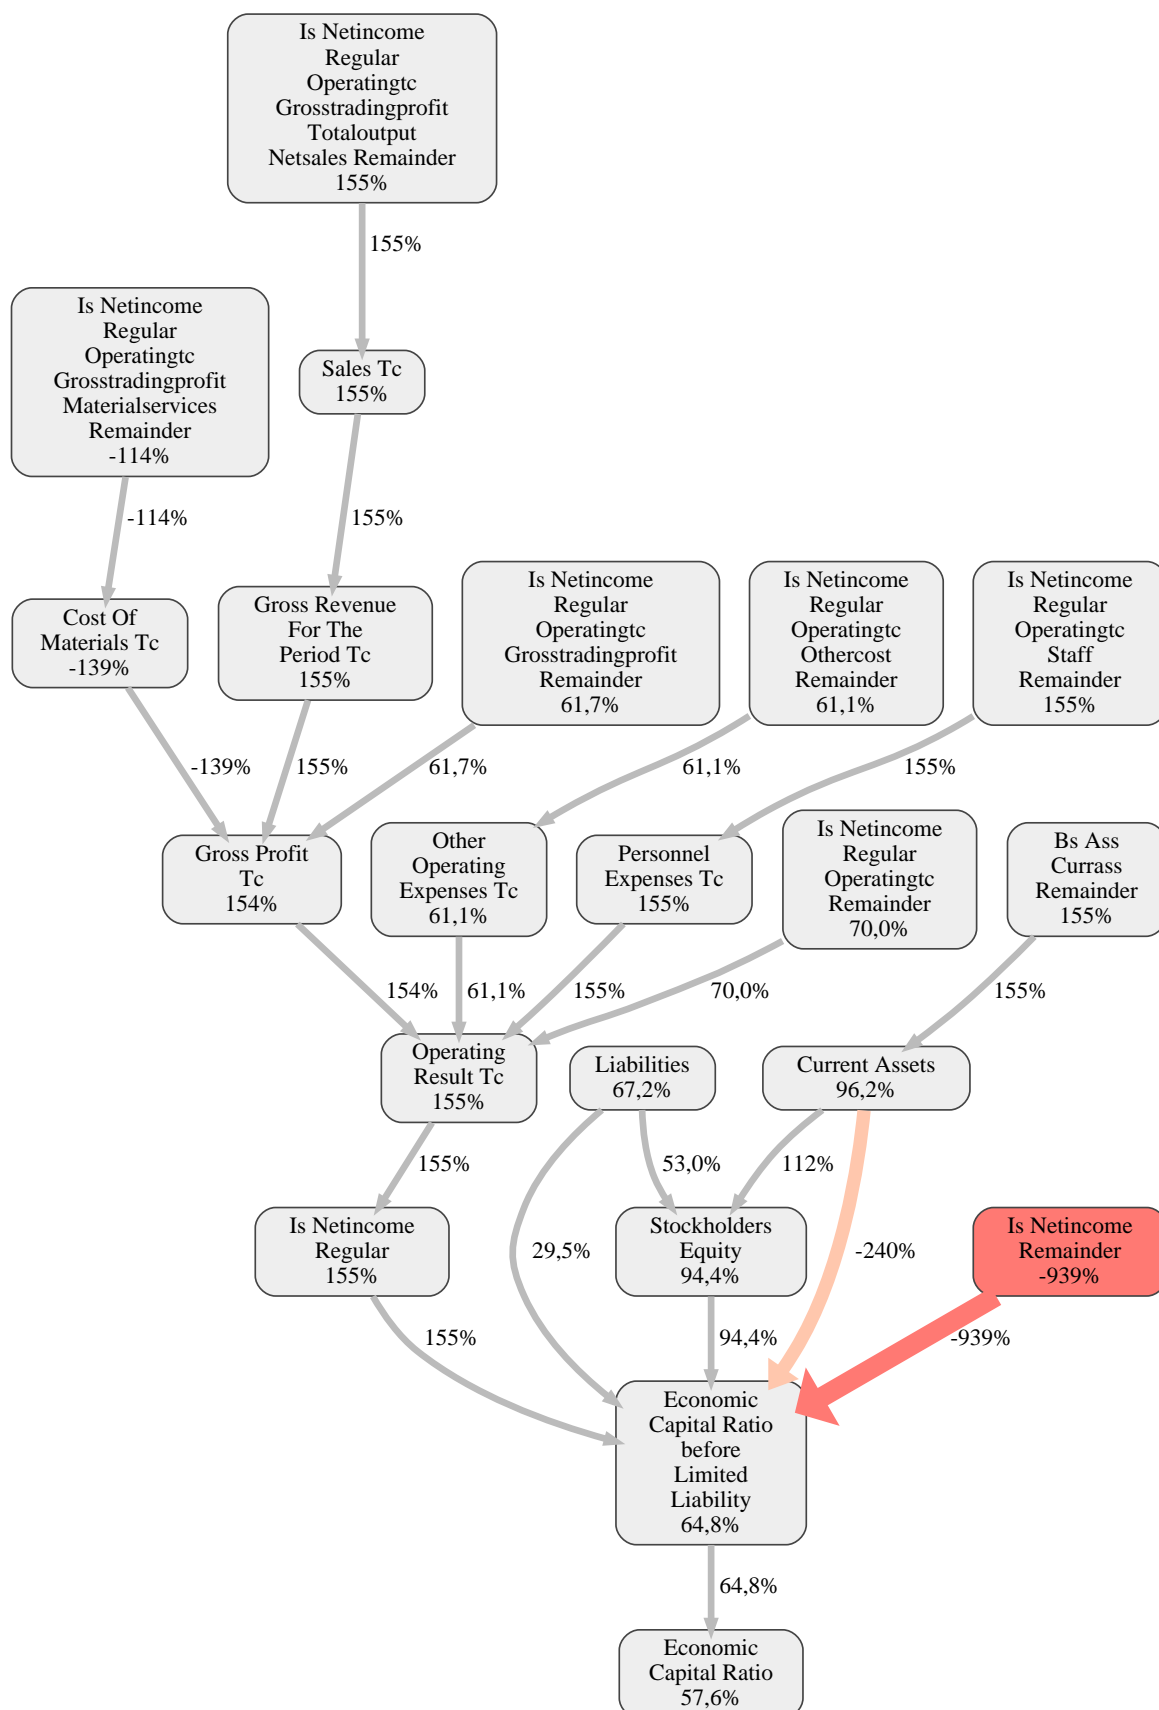 Is Netincome
Regular
Operatingtc
Grosstradingprofit
Totaloutput
Netsales Remainder
155%
155%
Is Netincome
Regular
Operatingtc
Grosstradingprofit
Materialservices
Remainder
-114%
Sales Tc
155%
-114%
155%
Cost Of
Materials Tc
-139%
Gross Revenue
For The
Period Tc
155%
Is Netincome
Regular
Operatingtc
Grosstradingprofit
Remainder
61,7%
Is Netincome
Regular
Operatingtc
Othercost
Remainder
61,1%
Is Netincome
Regular
Operatingtc
Staff
Remainder
155%
-139%
155%
61,7%
61,1%
155%
Gross Profit
Tc
154%
Other
Operating
Expenses Tc
61,1%
Personnel
Expenses Tc
155%
Is Netincome
Regular
Operatingtc
Remainder
70,0%
Bs Ass
Currass
Remainder
155%
154%
61,1%
155%
70,0%
155%
Operating
Result Tc
155%
Liabilities
67,2%
Current Assets
96,2%
155%
53,0%
112%
Is Netincome
Regular
155%
29,5%
Stockholders
Equity
94,4%
-240%
Is Netincome
Remainder
-939%
155%
94,4%
-939%
Economic
Capital Ratio
before
Limited
Liability
64,8%
64,8%
Economic
Capital Ratio
57,6%